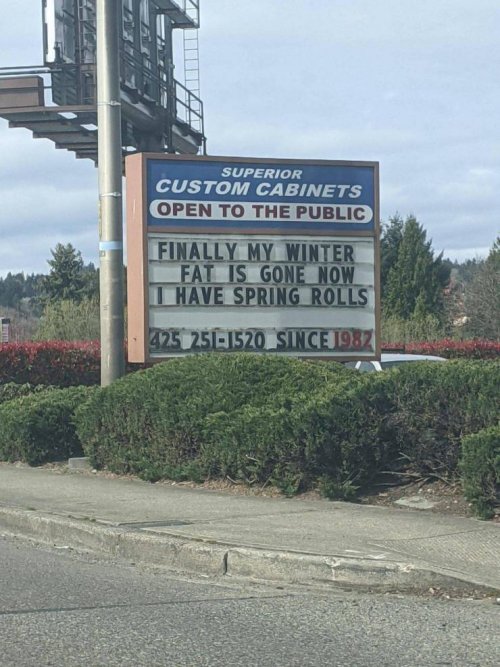 SUPERIOR
CUSTOM CABINETS
OPEN TO THE PUBLIC
FINALLY MY WINTER
FAT IS GONE NOW
I HAVE SPRING ROLLS
425 251-1520 SINCE 1982